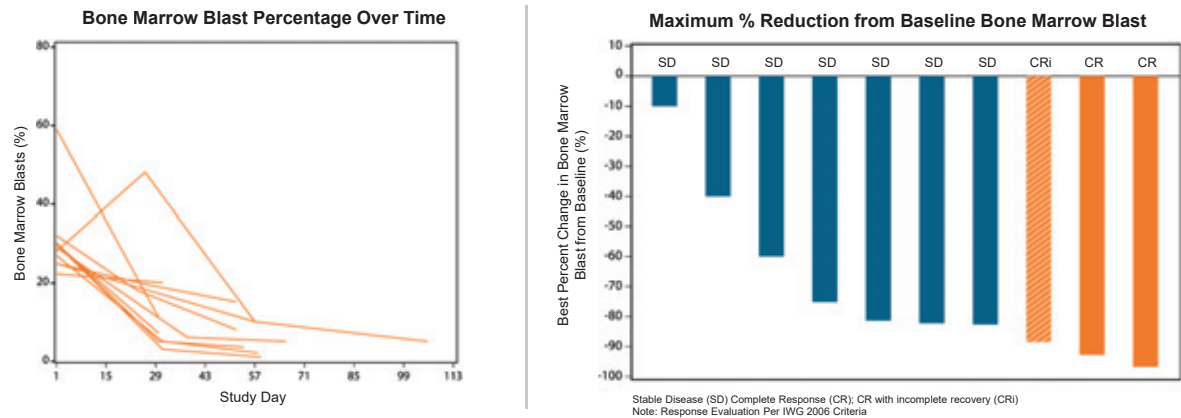 Bone Marrow Blast Percentage Over Time
Bone Marrow Blasts (%)
80
60
40
20
0
1 15 29 43 57 71 85 99 113
Study Day
Maximum % Reduction from Baseline Bone Marrow Blast
Best Percent Change in Bone Marrow
Blast from Baseline (%)
10
0
-10
-20
-30
-40
-50
-60
-70
-80
-90
-100
SD SD SD SD SD SD SD CRi CR CR
Stable Disease (SD) Complete Response (CR); CR with incomplete recovery (CRi)
Note: Response Evaluation Per IWG 2006 Criteria